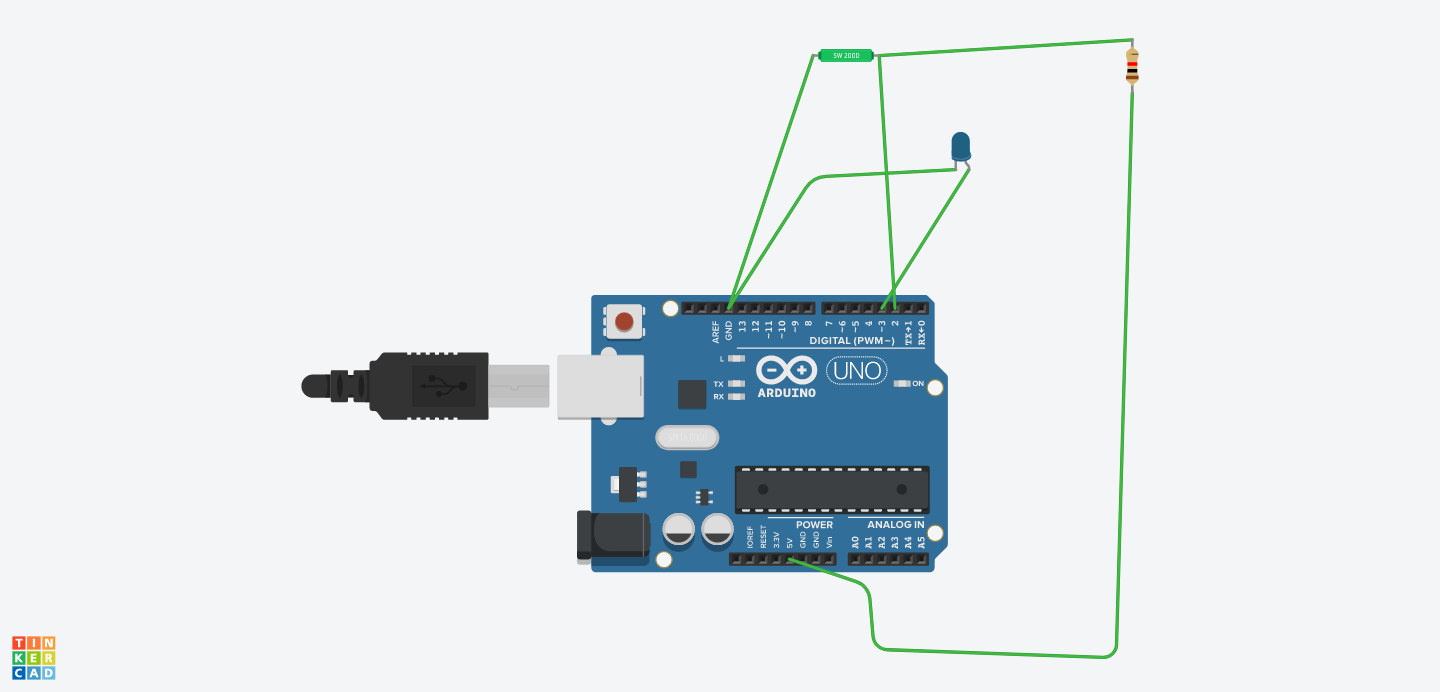 SW 200D
AREF
GND
13
12
~11
~10
~9
8
7
~6
~5
4
~3
2
TX→1
RX←0
DIGITAL (PWM~)
L
TX
RX
ARDUINO
UNO
ON
POWER
ANALOG IN
IOREF
RESET
3.3V
5V
GND
GND
Vin
A0
A1
A2
A3
A4
A5
TIN
KER
CAD